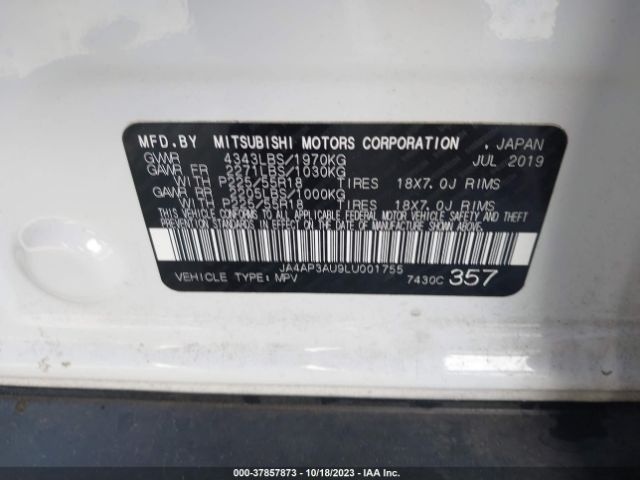 MFD.BY MITSUBISHI MOTORS CORPORATION . JAPAN
GVWR 4343LBS/1970KG JUL 2019
GAWR FR 2271LBS/1030KG
WITH P225/55R18 TIRES 18X7.0J RIMS
GAWR RR 2205LBS/1000KG
WITH P225/55R18 TIRES 18X7.0J RIMS
THIS VEHICLE CONFORMS TO ALL APPLICABLE FEDERAL MOTOR VEHICLE SAFETY AND THEFT
PREVENTION STANDARDS IN EFFECT ON THE DATE OF MANUFACTURE SHOWN ABOVE.
JA4AP3AU9LU001755
VEHICLE TYPE: MPV 7430C 357
000-37857873 | 10/18/2023 | IAA Inc.